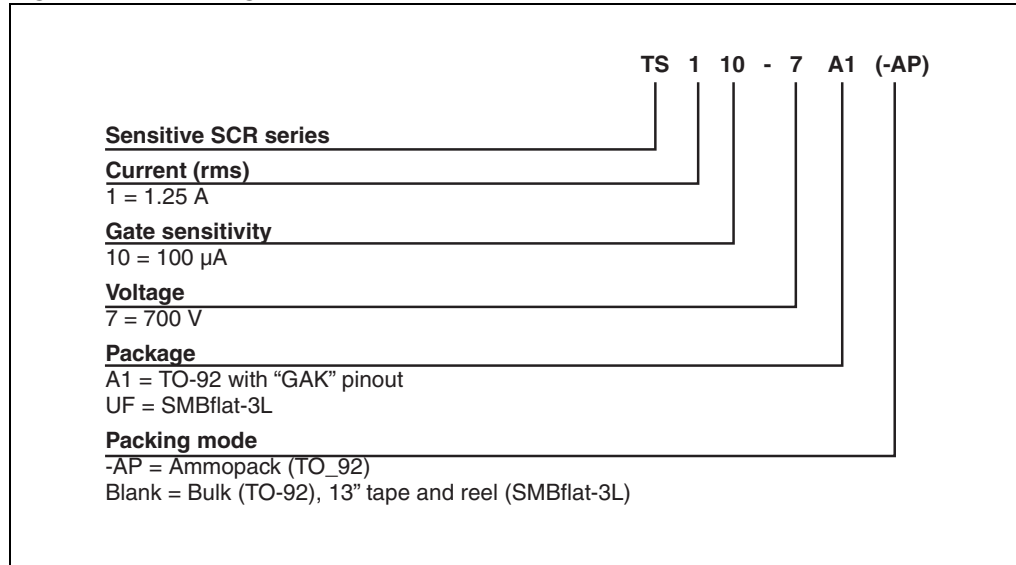 TS 1 10 - 7 A1 (-AP)
Sensitive SCR series
Current (rms)
1 = 1.25 A
Gate sensitivity
10 = 100 µA
Voltage
7 = 700 V
Package
A1 = TO-92 with “GAK” pinout
UF = SMBflat-3L
Packing mode
-AP = Ammopack (TO_92)
Blank = Bulk (TO-92), 13” tape and reel (SMBflat-3L)